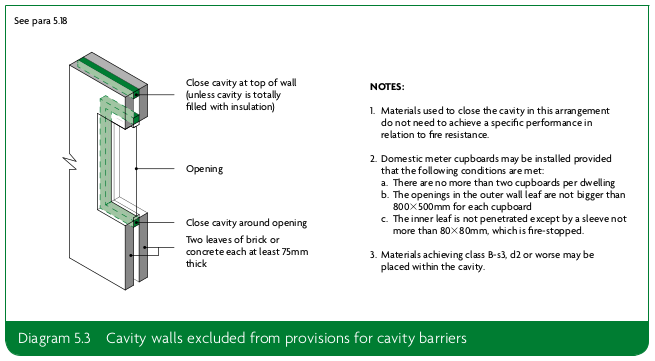 See para 5.18
Close cavity at top of wall
(unless cavity is totally
filled with insulation)
Opening
Close cavity around opening
Two leaves of brick or
concrete each at least 75mm
thick
NOTES:
1. Materials used to close the cavity in this arrangement
do not need to achieve a specific performance in
relation to fire resistance.
2. Domestic meter cupboards may be installed provided
that the following conditions are met:
a. There are no more than two cupboards per dwelling
b. The openings in the outer wall leaf are not bigger than
800×500mm for each cupboard
c. The inner leaf is not penetrated except by a sleeve not
more than 80×80mm, which is fire-stopped.
3. Materials achieving class B-s3, d2 or worse may be
placed within the cavity.
Diagram 5.3 Cavity walls excluded from provisions for cavity barriers